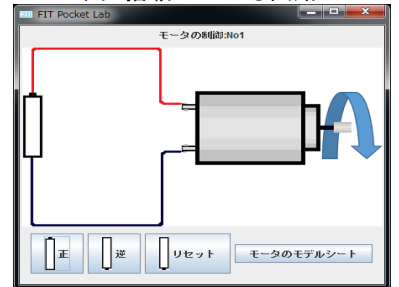 FIT Pocket Lab
モータの制御:No1
正
逆
リセット
モータのモデルシート